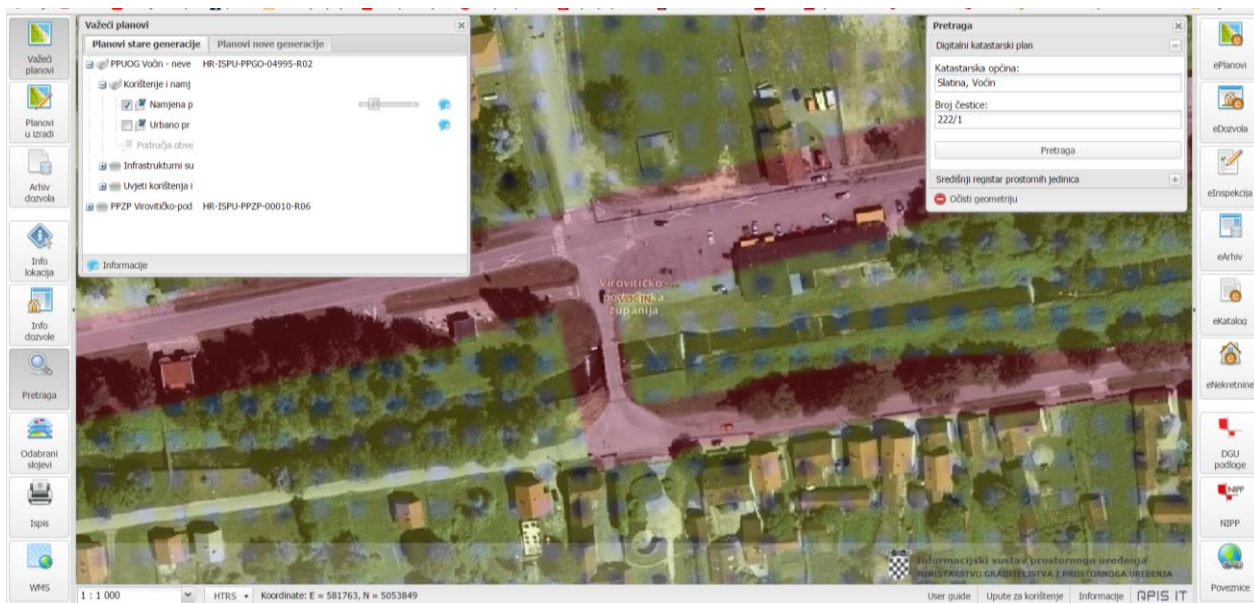 Važeći planovi
Planovi u izradi
Arhiv dozvola
Info lokacija
Info dozvole
Pretraga
Odabrani slojevi
Ispis
WMS
Važeći planovi
Planovi stare generacije
Planovi nove generacije
PPUOG Voćin - neve HR-ISPU-PPGO-04995-R02
Korištenje i namj
Namjena p
Urbano pr
Područja obve
Infrastrukturni su
Uvjeti korištenja i
PPZP Virovitičko-pod HR-ISPU-PPZP-00010-R06
Informacije
Virovitičko-
podravska
županija
VOĆIN
Pretraga
Digitalni katastarski plan
Katastarska općina:
Slatina, Voćin
Broj čestice:
222/1
Pretraga
Središnji registar prostornih jedinica
Očisti geometriju
ePlanovi
eDozvola
eInspekcija
eArhiv
eKatalog
eNekretnine
DGU podloge
NIPP
NIPP
Poveznice
Informacijski sustav prostornoga uređenja
MINISTARSTVO GRADITELJSTVA I PROSTORNOGA UREĐENJA
1 : 1 000
HTRS
Koordinate: E = 581763, N = 5053849
User guide
Upute za korištenje
Informacije
APIS IT